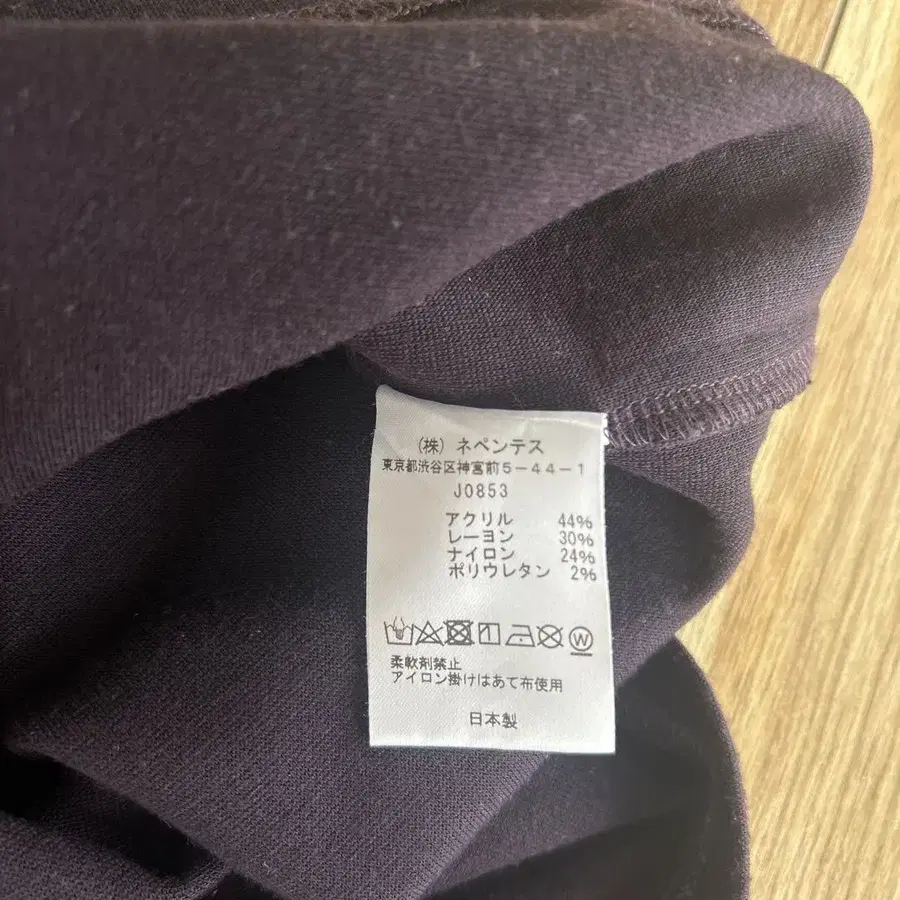 (株) ネペンテス
東京都渋谷区神宮前5-44-1
J0853
アクリル 44%
レーヨン 30%
ナイロン 24%
ポリウレタン 2%
W
柔軟剤禁止
アイロン掛けはあて布使用
日本製